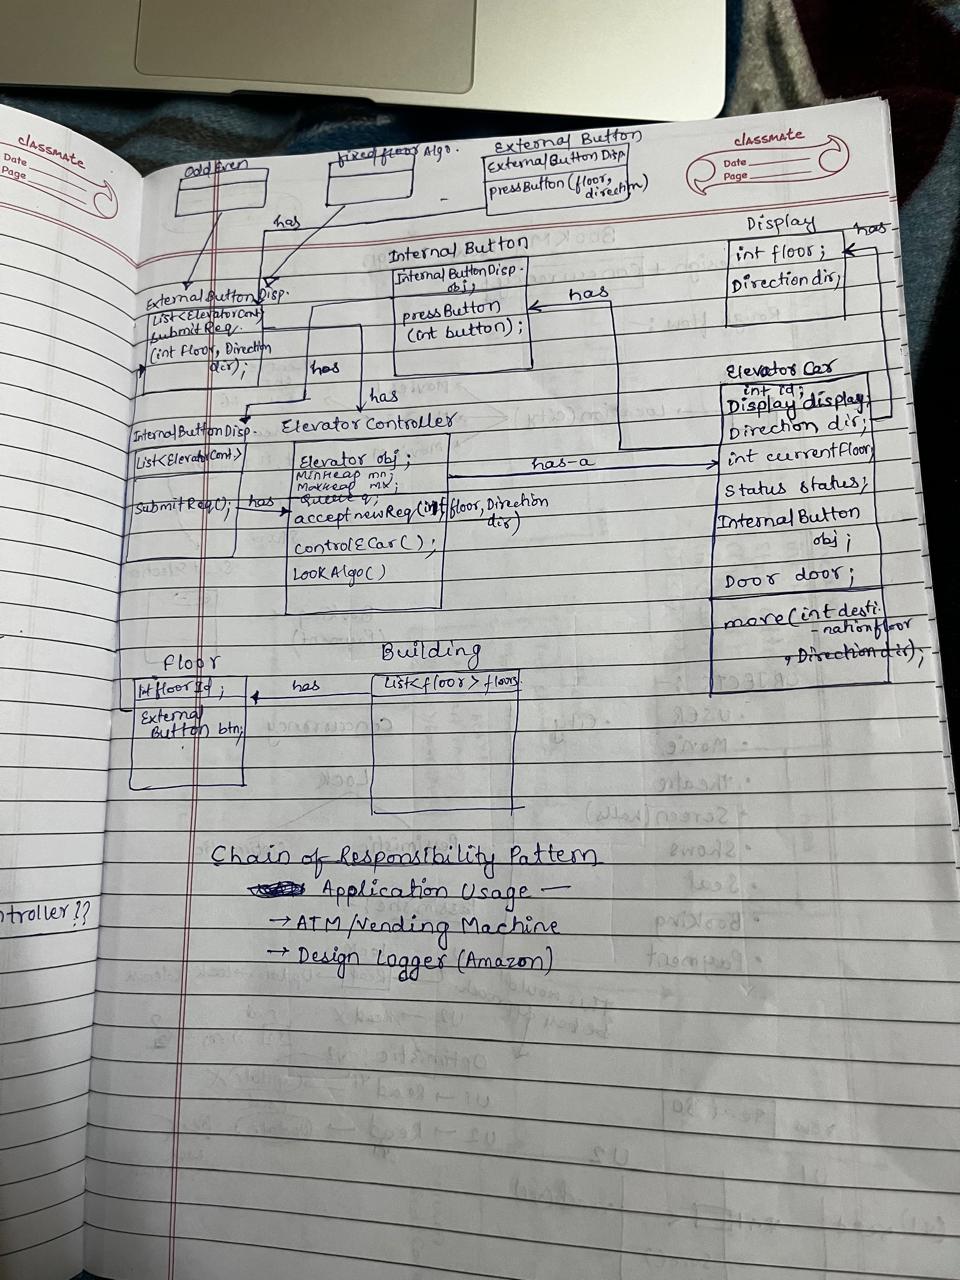 classmate
Date
Page
classmate
Date
Page
Odd Even
fixed floor Algo.
External Button
External Button Disp
pressButton (floor,
direction)
has
Display
int floor;
Direction dir;
has
Internal Button
Internal Button Disp.
obj;
pressButton
(int button);
has
External Button Disp.
List<ElevatorCont>
submitReq.
(int floor, Direction
dir);
has
has
Elevator Car
int id;
Display display;
Direction dir;
int currentFloor;
Status status;
Internal Button
obj;
Door door;
move(int desti
-nation floor
, Direction dir);
Internal Button Disp.
List<ElevatorCont.>
SubmitReq();
has
Elevator Controller
Elevator obj;
MinHeap mn;
MaxHeap mx;
Queue q;
acceptnewReq(int floor, Direction
dir)
controlECar();
LookAlgo()
has-a
Floor
Int floorId;
External
Button btn;
has
Building
List<floor> floors
Chain of Responsibility Pattern
Application Usage —
→ ATM/Vending Machine
→ Design Logger (Amazon)
ntroller??